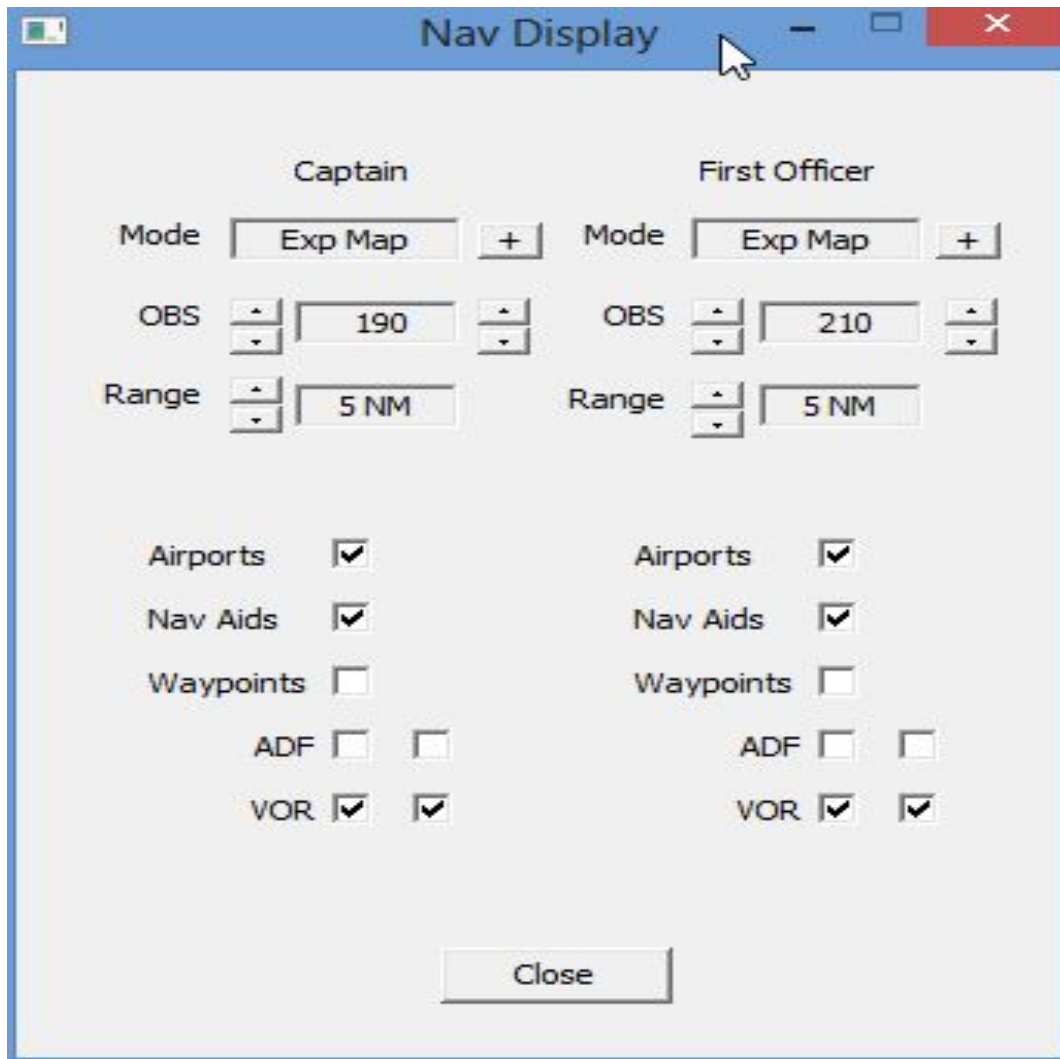 Nav Display
Captain First Officer
Mode Exp Map + Mode Exp Map +
OBS 190 OBS 210
Range 5 NM Range 5 NM
Airports Airports
Nav Aids Nav Aids
Waypoints Waypoints
ADF ADF
VOR VOR
Close